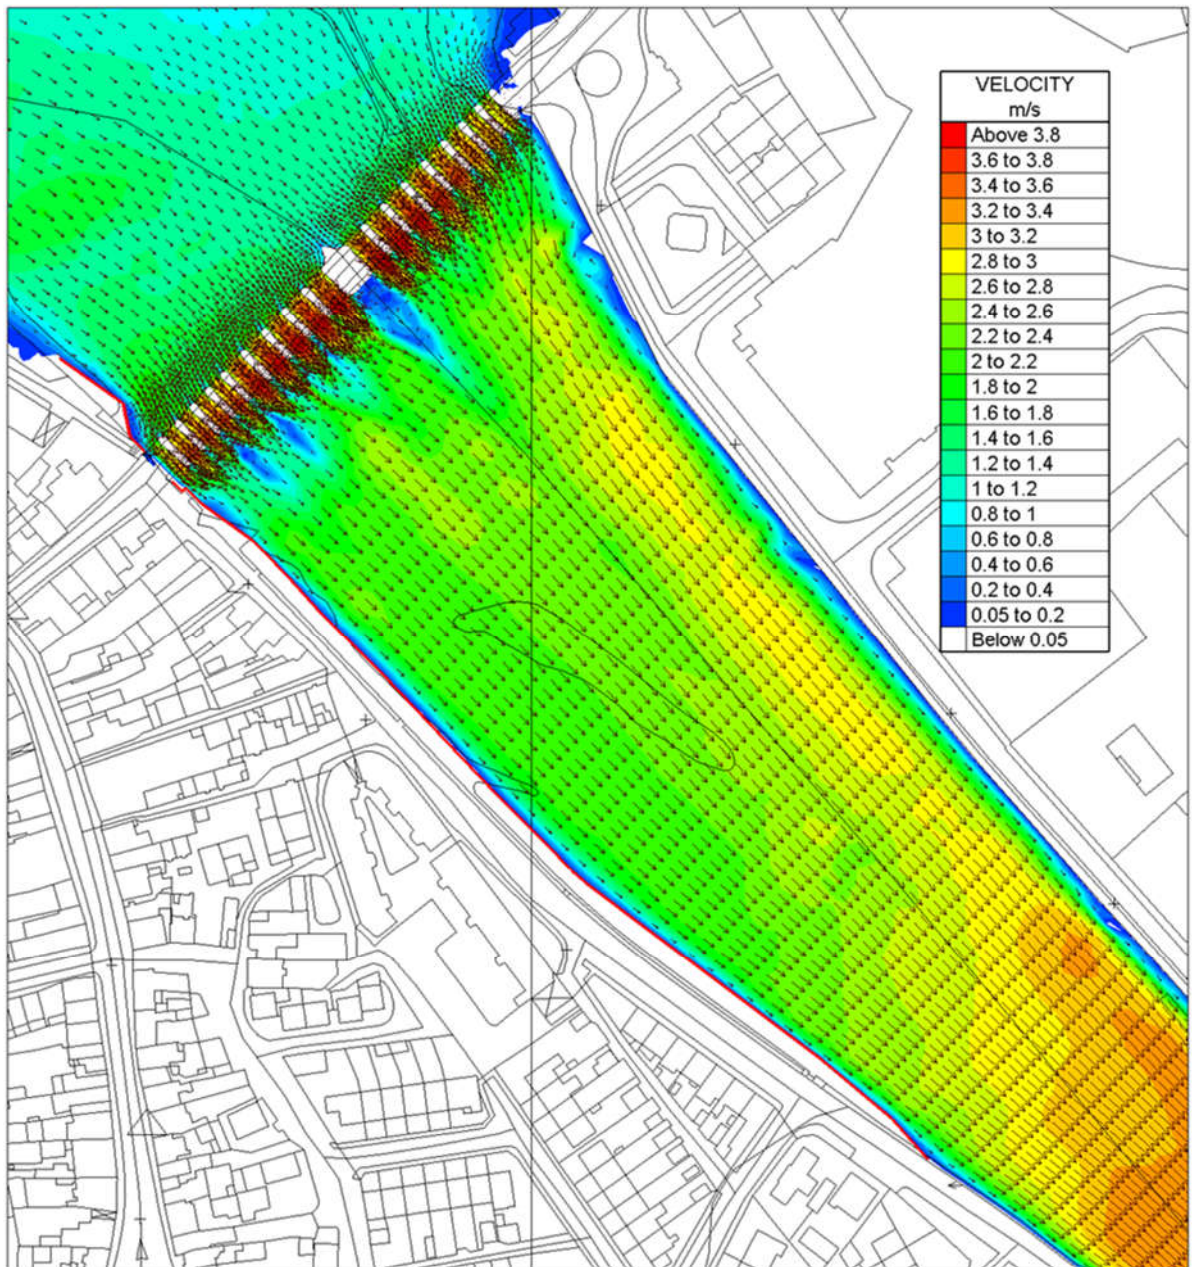 VELOCITY
m/s
Above 3.8
3.6 to 3.8
3.4 to 3.6
3.2 to 3.4
3 to 3.2
2.8 to 3
2.6 to 2.8
2.4 to 2.6
2.2 to 2.4
2 to 2.2
1.8 to 2
1.6 to 1.8
1.4 to 1.6
1.2 to 1.4
1 to 1.2
0.8 to 1
0.6 to 0.8
0.4 to 0.6
0.2 to 0.4
0.05 to 0.2
Below 0.05